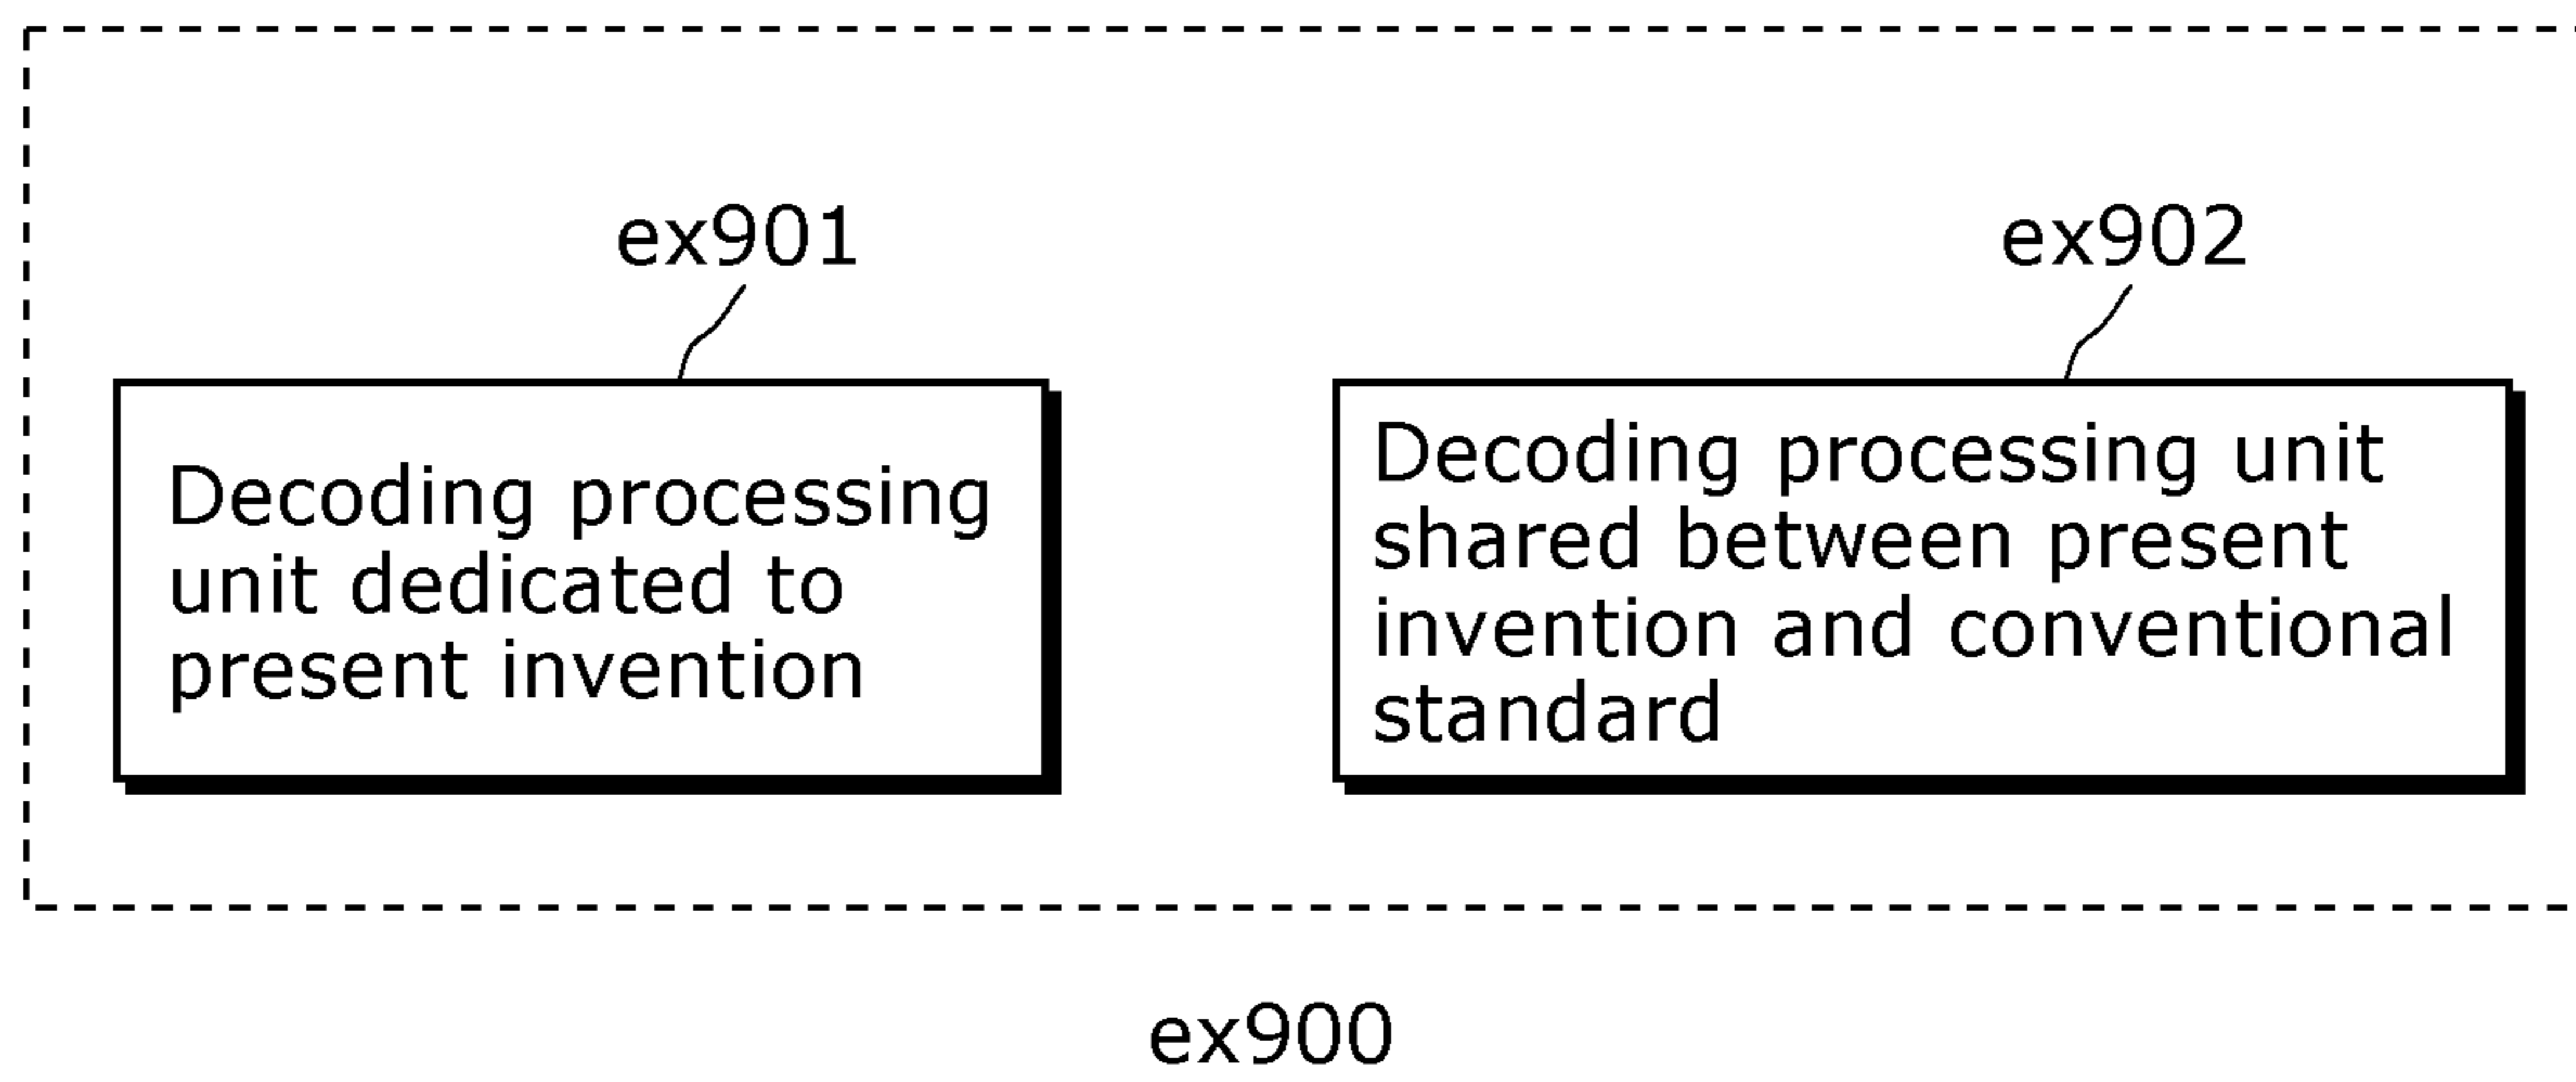 ex901
Decoding processing
unit dedicated to
present invention
ex902
Decoding processing unit
shared between present
invention and conventional
standard
ex900